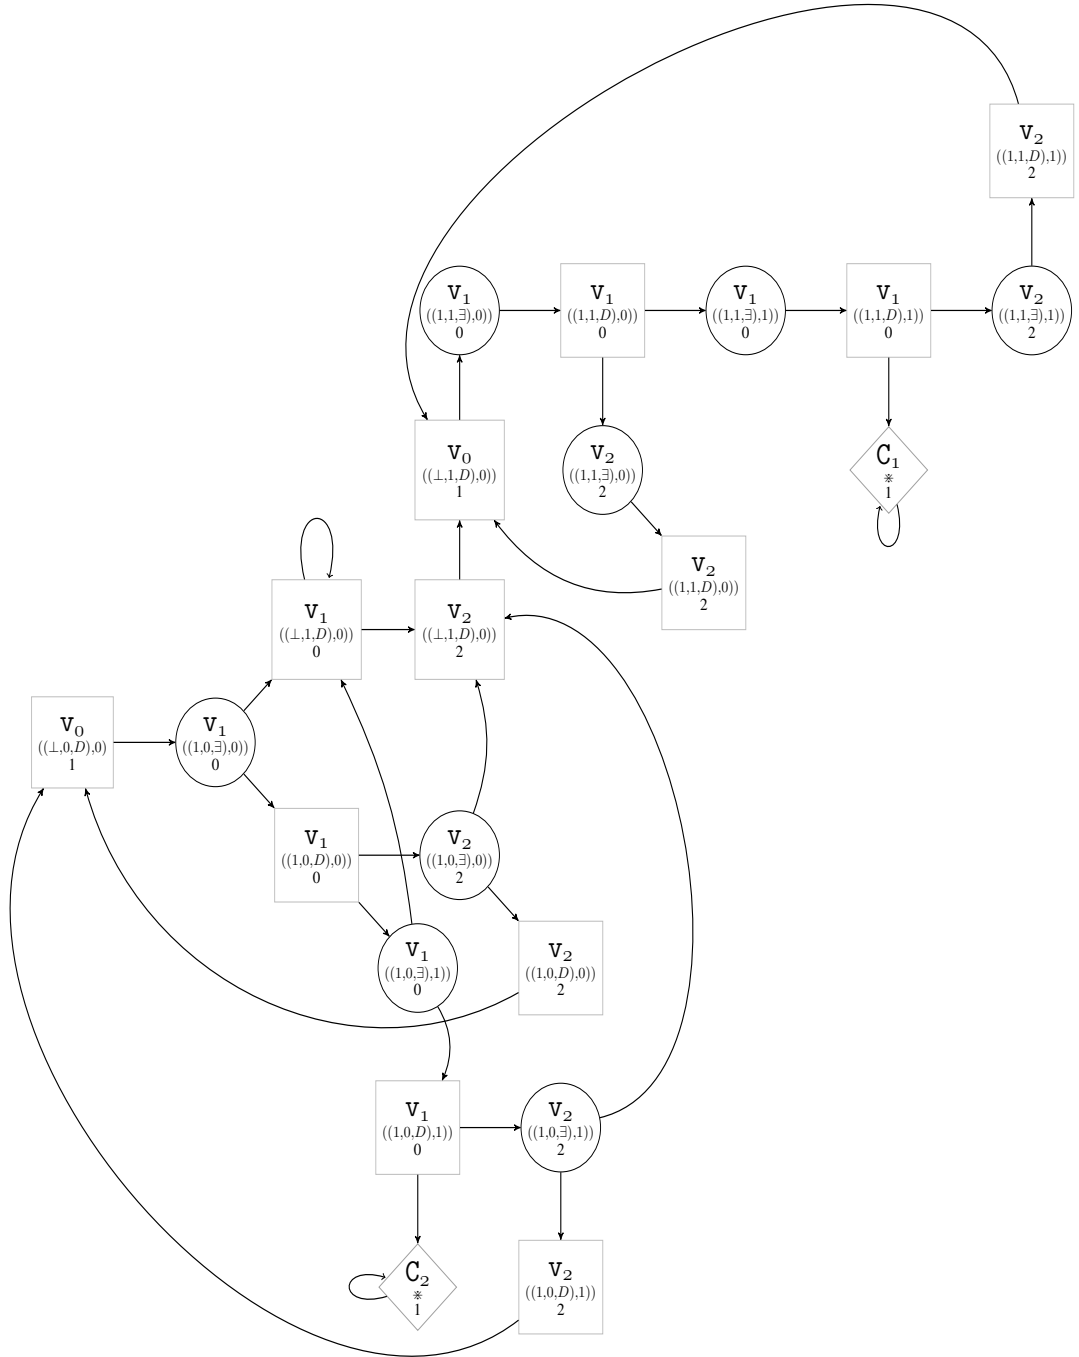 V₂
((1,1,D),1))
2
V₁
((1,1,∃),0))
0
V₁
((1,1,D),0))
0
V₁
((1,1,∃),1))
0
V₁
((1,1,D),1))
0
V₂
((1,1,∃),1))
2
V₀
((⊥,1,D),0))
1
V₂
((1,1,∃),0))
2
C₁
⋇
1
V₂
((1,1,D),0))
2
V₁
((⊥,1,D),0))
0
V₂
((⊥,1,D),0))
2
V₀
((⊥,0,D),0)
1
V₁
((1,0,∃),0))
0
V₁
((1,0,D),0))
0
V₂
((1,0,∃),0))
2
V₁
((1,0,∃),1))
0
V₂
((1,0,D),0))
2
V₁
((1,0,D),1))
0
V₂
((1,0,∃),1))
2
C₂
⋇
1
V₂
((1,0,D),1))
2